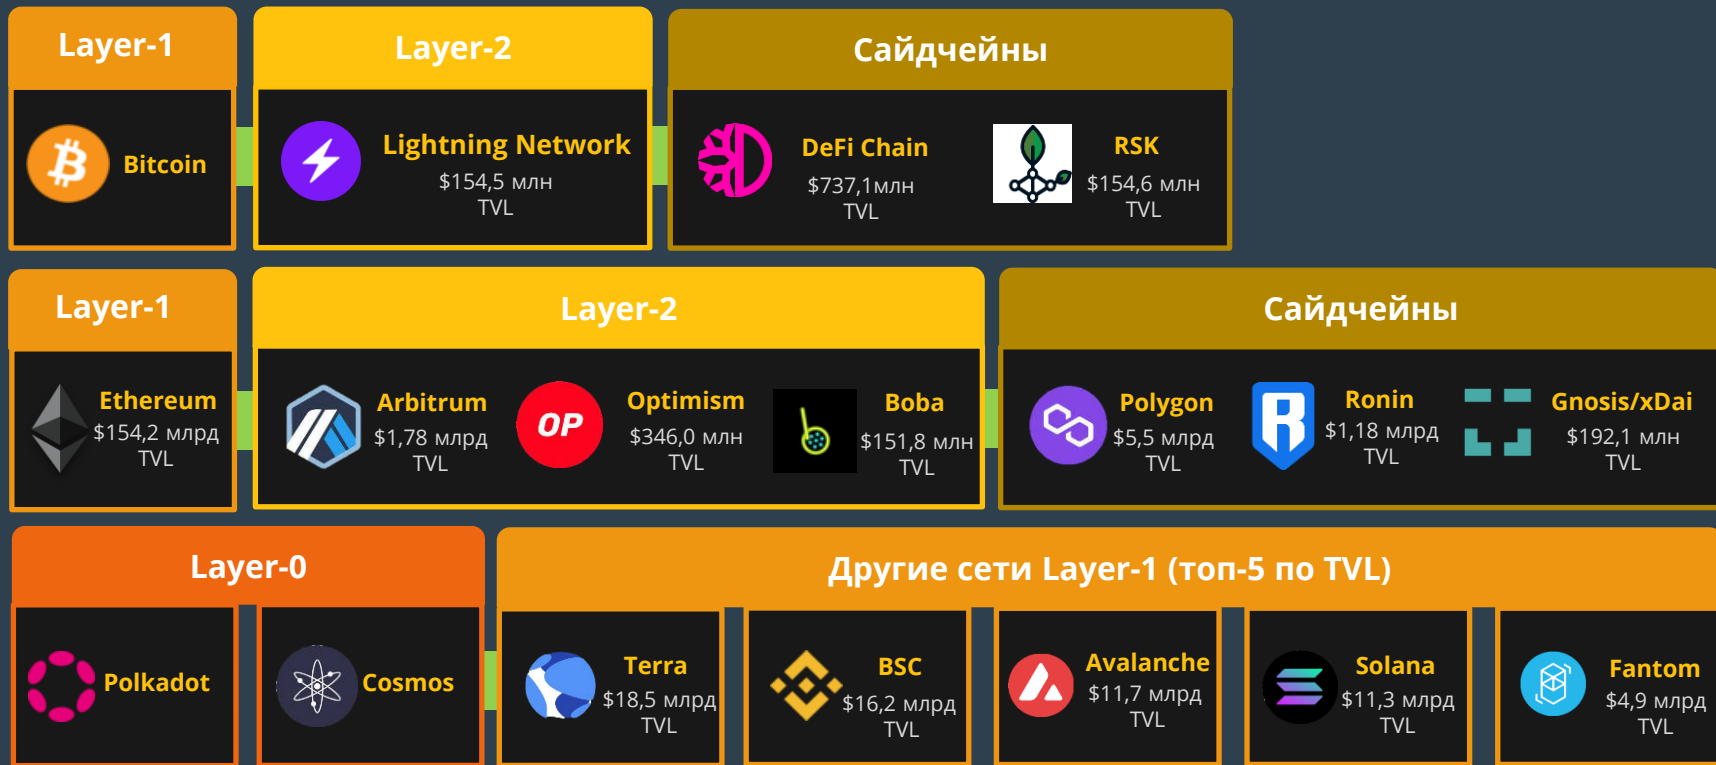 Layer-1
Layer-2
Сайдчейны
Bitcoin
Lightning Network
$154,5 млн
TVL
DeFi Chain
$737,1млн
TVL
RSK
$154,6 млн
TVL
Layer-1
Layer-2
Сайдчейны
Ethereum
$154,2 млрд
TVL
Arbitrum
$1,78 млрд
TVL
OP
Optimism
$346,0 млн
TVL
Boba
$151,8 млн
TVL
Polygon
$5,5 млрд
TVL
Ronin
$1,18 млрд
TVL
Gnosis/xDai
$192,1 млн
TVL
Layer-0
Другие сети Layer-1 (топ-5 по TVL)
Polkadot
Cosmos
Terra
$18,5 млрд
TVL
BSC
$16,2 млрд
TVL
Avalanche
$11,7 млрд
TVL
Solana
$11,3 млрд
TVL
Fantom
$4,9 млрд
TVL